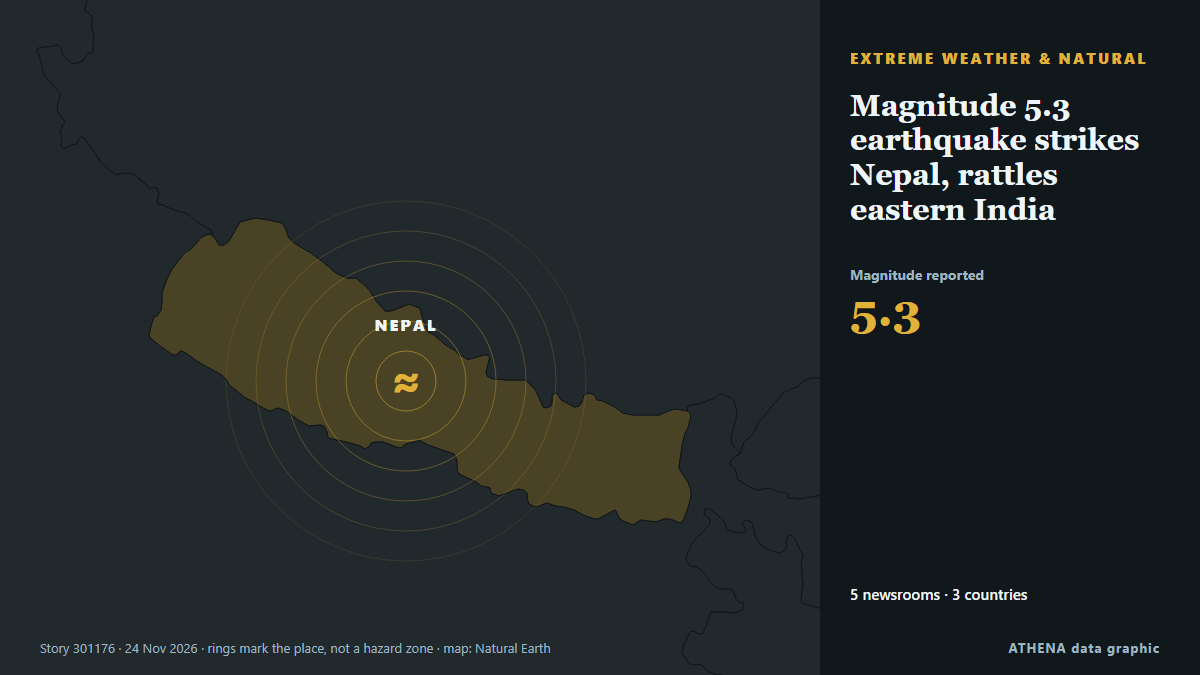 EXTREME WEATHER & NATURAL
Magnitude 5.3
earthquake strikes
Nepal, rattles
eastern India
Magnitude reported
5.3
NEPAL
5 newsrooms · 3 countries
Story 301176 · 24 Nov 2026 · rings mark the place, not a hazard zone · map: Natural Earth
ATHENA data graphic